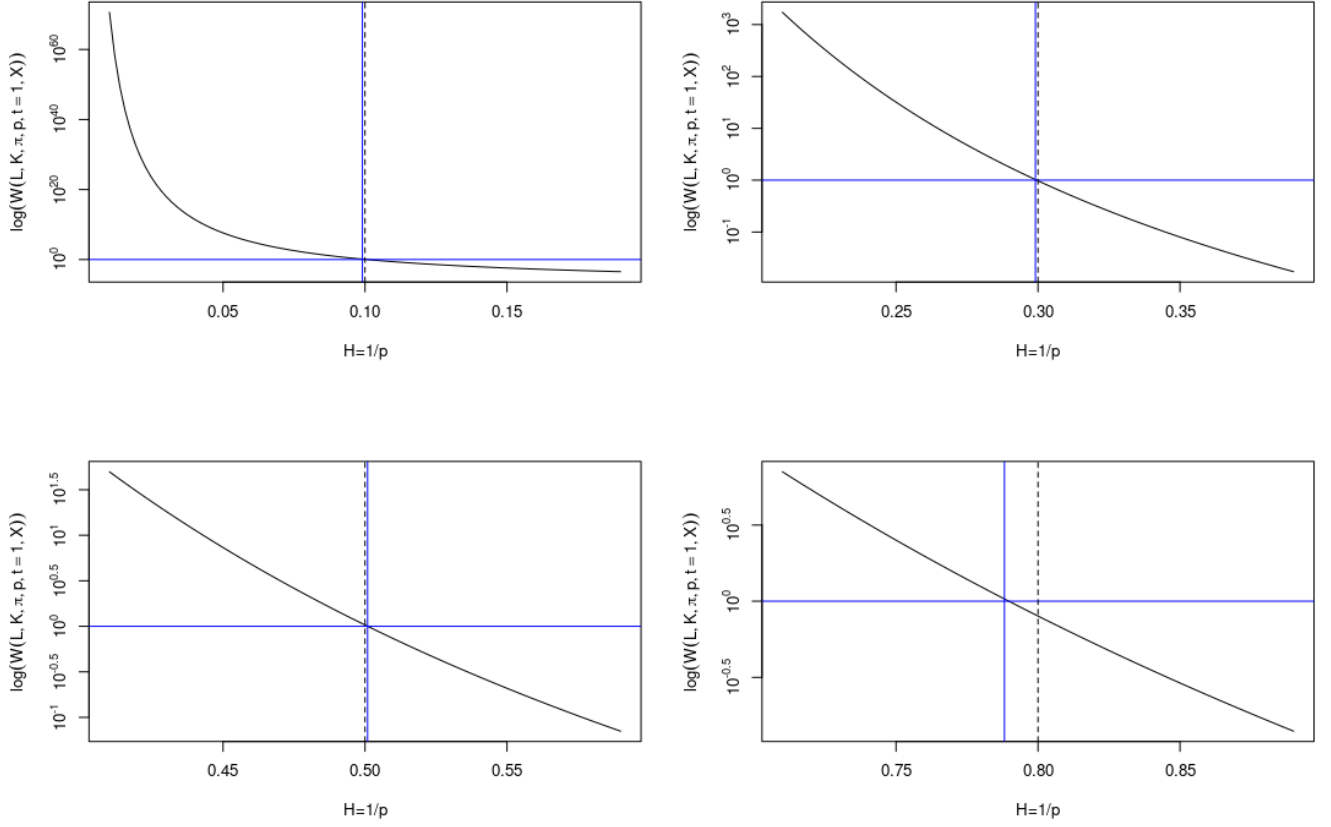 log(W(L, K, π, p, t = 1, X))
10^60
10^40
10^20
10^0
0.05 0.10 0.15
H=1/p
log(W(L, K, π, p, t = 1, X))
10^3
10^2
10^1
10^0
10^-1
0.25 0.30 0.35
H=1/p
log(W(L, K, π, p, t = 1, X))
10^1.5
10^1
10^0.5
10^0
10^-0.5
10^-1
0.45 0.50 0.55
H=1/p
log(W(L, K, π, p, t = 1, X))
10^0.5
10^0
10^-0.5
0.75 0.80 0.85
H=1/p